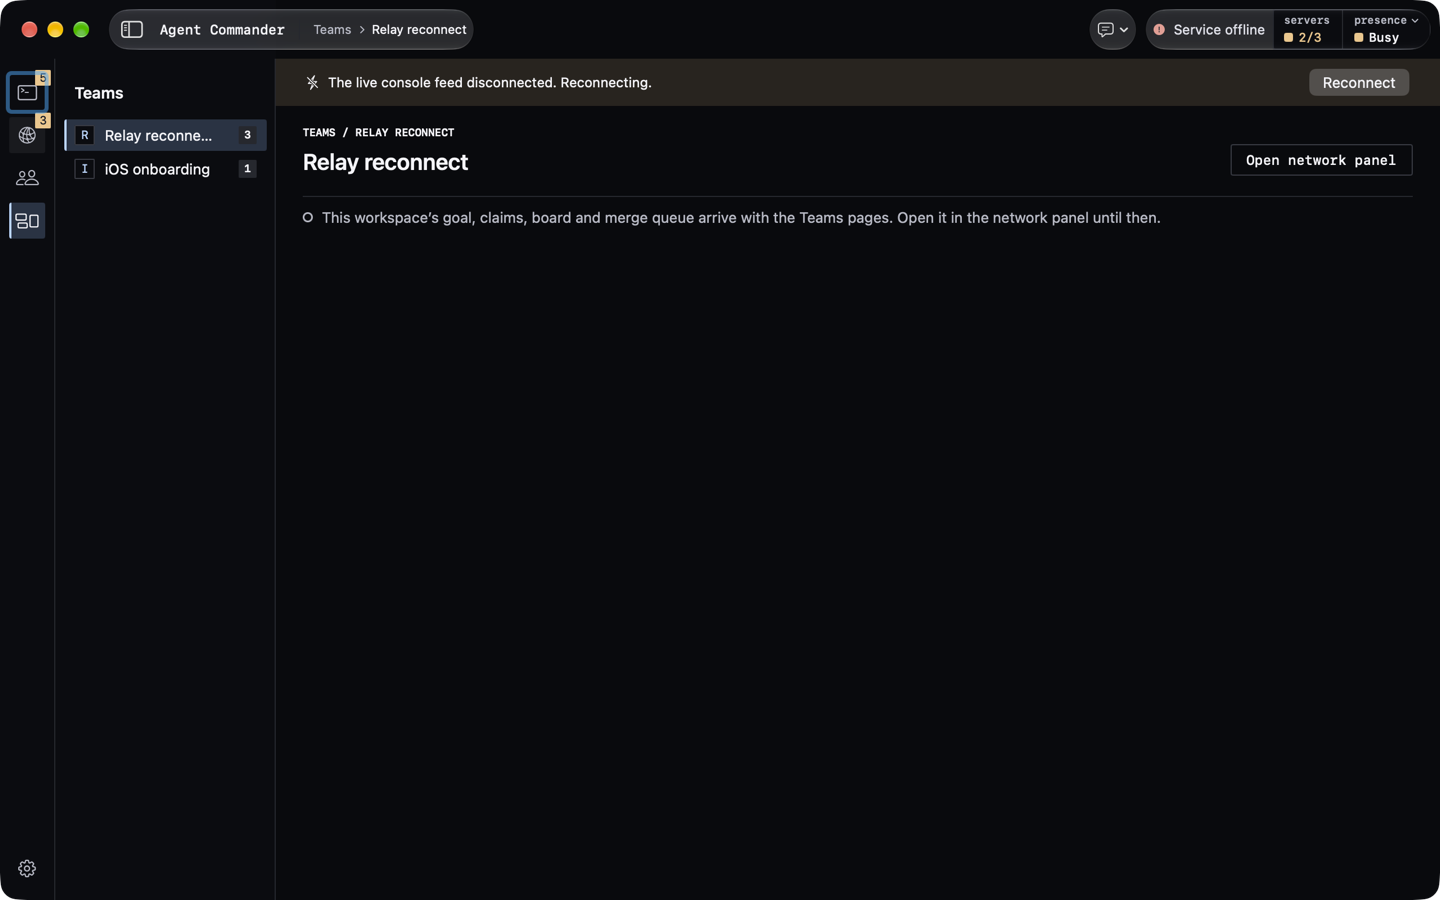 Agent Commander
Teams > Relay reconnect
Service offline
servers
2/3
presence
Busy
5
3
Teams
R Relay reconne... 3
I iOS onboarding 1
The live console feed disconnected. Reconnecting.
Reconnect
TEAMS / RELAY RECONNECT
Relay reconnect
Open network panel
This workspace's goal, claims, board and merge queue arrive with the Teams pages. Open it in the network panel until then.